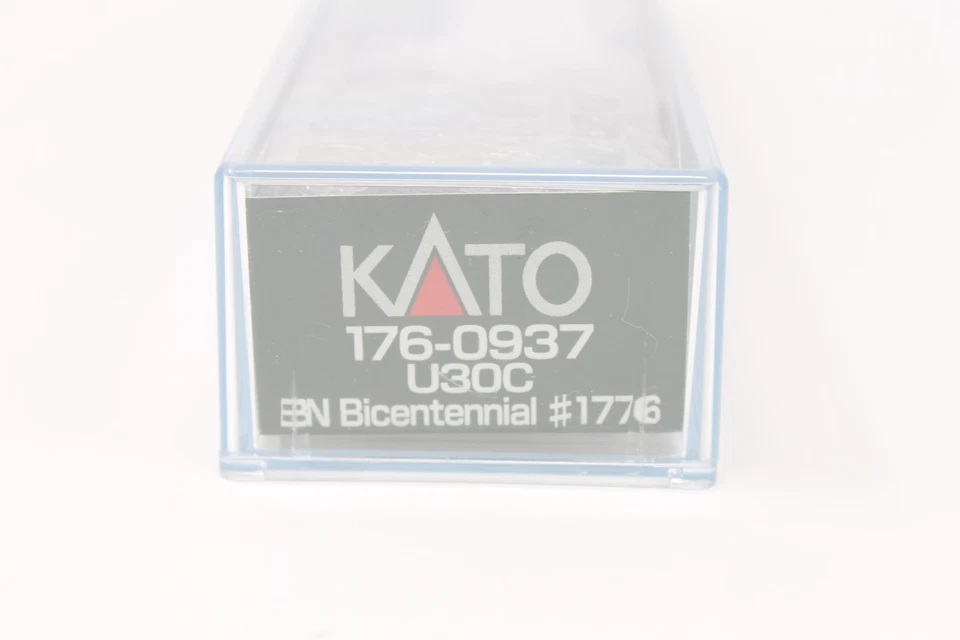 KATO
176-0937
U30C
BN Bicentennial #1776